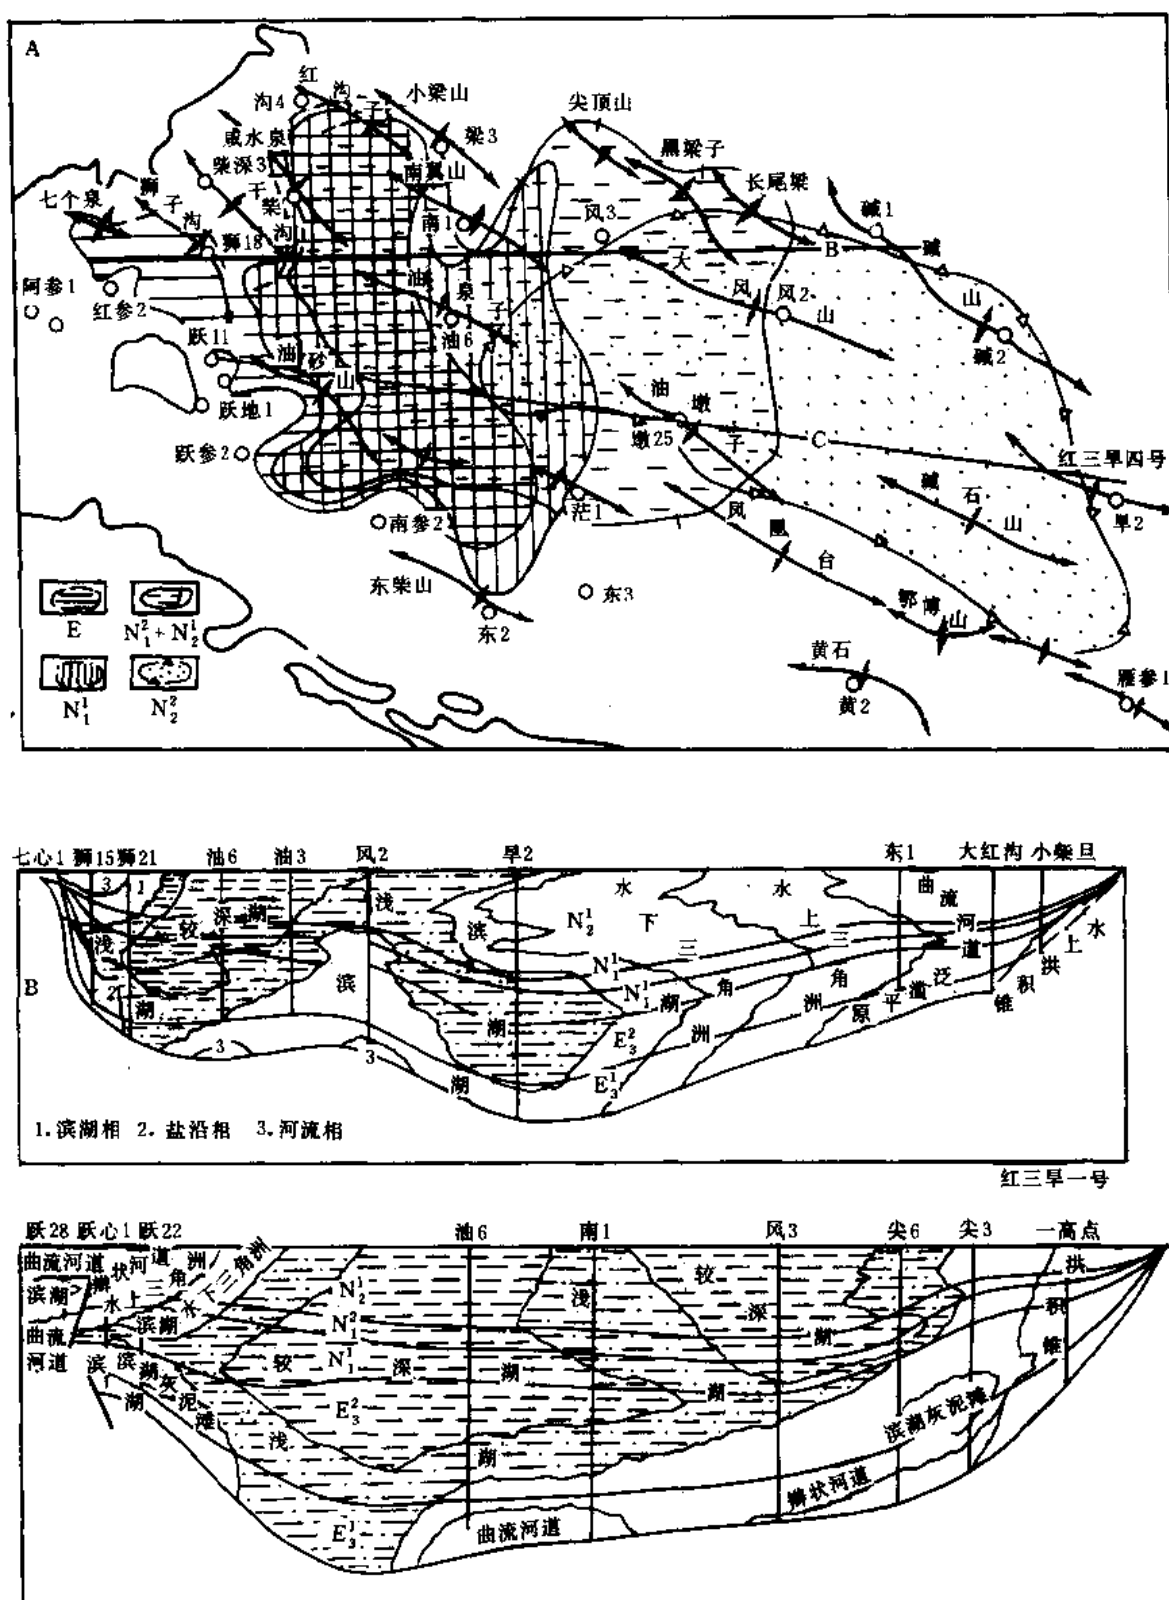 A
红
沟
子
沟4
小梁山
梁3
山
尖顶山
咸水泉
柴深3
干
柴
沟
南翼山
黑梁子
长尾梁
七个泉
狮
子
沟
狮18
南1
风3
碱1
B
大
风
山
风2
碱
山
碱2
阿参1
红参2
油
泉
子
油6
跃11
油
砂
山
跃地1
跃参2
油
墩
子
墩25
C
红三旱四号
旱2
碱
石
山
茫1
南参2
凤
凰
台
东柴山
东2
东3
鄂博
山
黄石
黄2
雁参1
E
N₁²+N₂¹
N₁¹
N₂²
七心1 狮15 狮21 油6 油3 风2 旱2 东1 大红沟 小柴旦
3
1
浅
湖
2
较
深
湖
浅
滨
水
下
三
角
洲
水
上
三
角
洲
曲
流
河
道
泛
滥
平
原
洪
积
锥
水
上
B
滨
湖
湖
湖
N₂¹
N₁¹
N₁¹
E₃²
E₃¹
3
3
1.滨湖相 2.盐沿相 3.河流相
红三旱一号
跃28 跃心1 跃22 油6 南1 风3 尖6 尖3 一高点
曲流河道
辫
状
河
道
水
上
三
角
洲
水下三角洲
滨湖
滨湖
曲流
河道
滨
湖
滨
湖
灰
泥
滩
N₂¹
N₁²
N₁¹
较
深
湖
E₃²
浅
湖
E₃¹
浅
湖
较
深
湖
洪
积
锥
滨湖灰泥滩
辫状河道
曲流河道